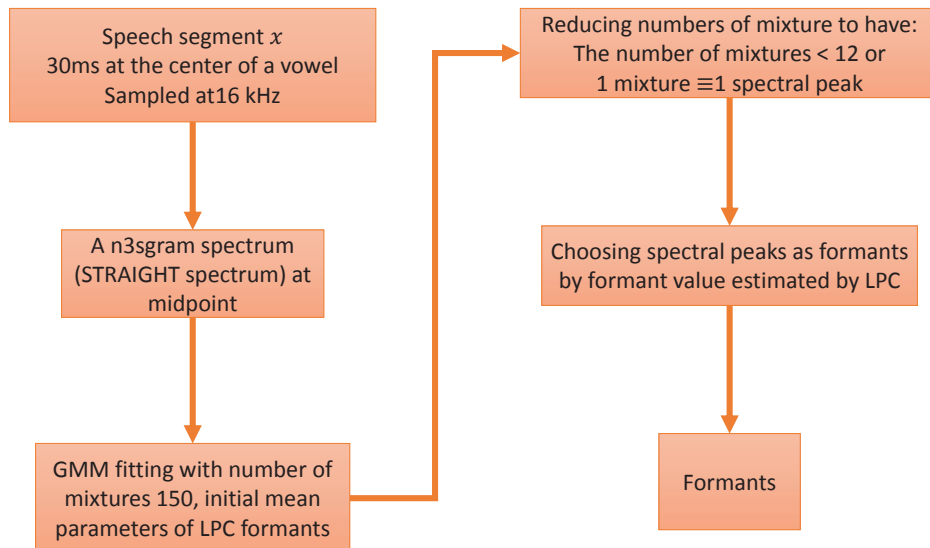 Speech segment x
30ms at the center of a vowel
Sampled at16 kHz
A n3sgram spectrum
(STRAIGHT spectrum) at
midpoint
GMM fitting with number of
mixtures 150, initial mean
parameters of LPC formants
Reducing numbers of mixture to have:
The number of mixtures < 12 or
1 mixture ≡1 spectral peak
Choosing spectral peaks as formants
by formant value estimated by LPC
Formants